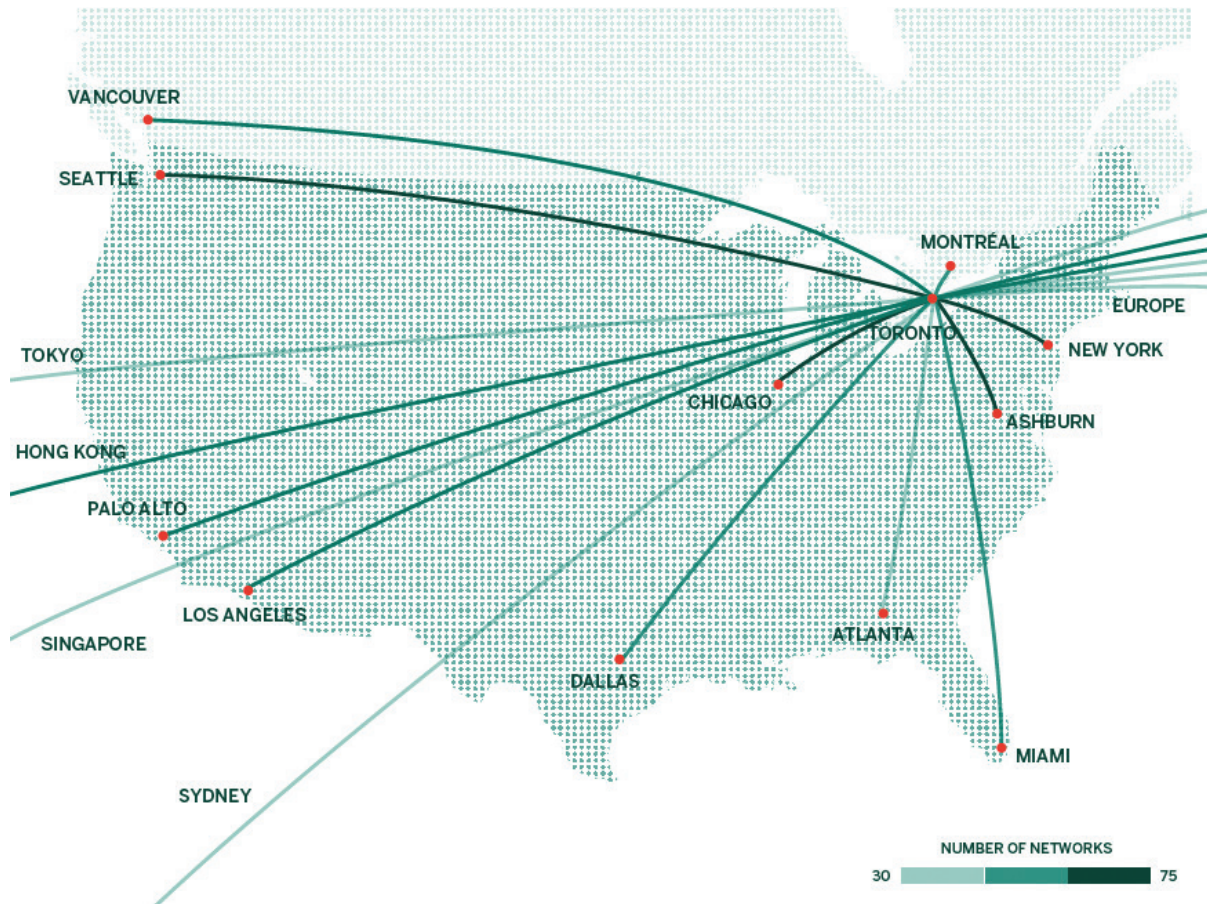 VANCOUVER
SEATTLE
MONTRÉAL
EUROPE
TORONTO
NEW YORK
TOKYO
CHICAGO
ASHBURN
HONG KONG
PALO ALTO
LOS ANGELES
SINGAPORE
ATLANTA
DALLAS
MIAMI
SYDNEY
NUMBER OF NETWORKS
30 75